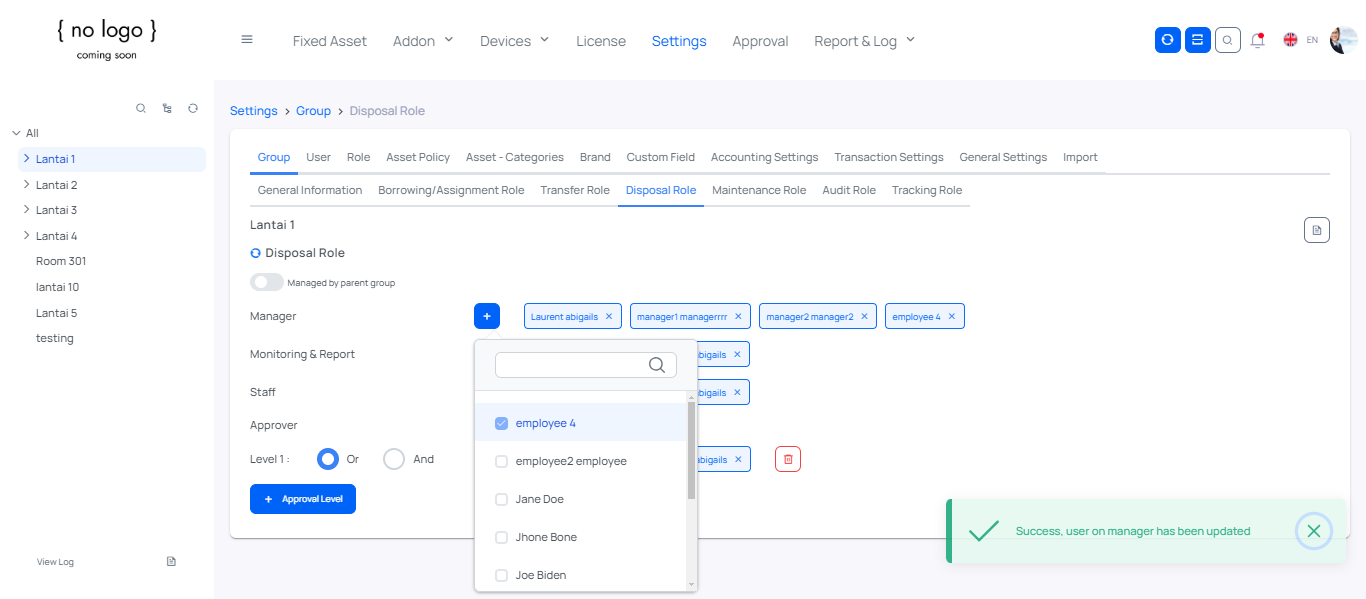 { no logo }
coming soon
Fixed Asset Addon Devices License Settings Approval Report & Log EN
All
Lantai 1
Lantai 2
Lantai 3
Lantai 4
Room 301
lantai 10
Lantai 5
testing
View Log
Settings > Group > Disposal Role
Group User Role Asset Policy Asset - Categories Brand Custom Field Accounting Settings Transaction Settings General Settings Import
General Information Borrowing/Assignment Role Transfer Role Disposal Role Maintenance Role Audit Role Tracking Role
Lantai 1
Disposal Role
Managed by parent group
Manager + Laurent abigails × manager1 managerrrr × manager2 manager2 × employee 4 ×
Monitoring & Report abigails ×
Staff abigails ×
Approver
Level 1 : Or And abigails ×
+ Approval Level
employee 4
employee2 employee
Jane Doe
Jhone Bone
Joe Biden
Success, user on manager has been updated